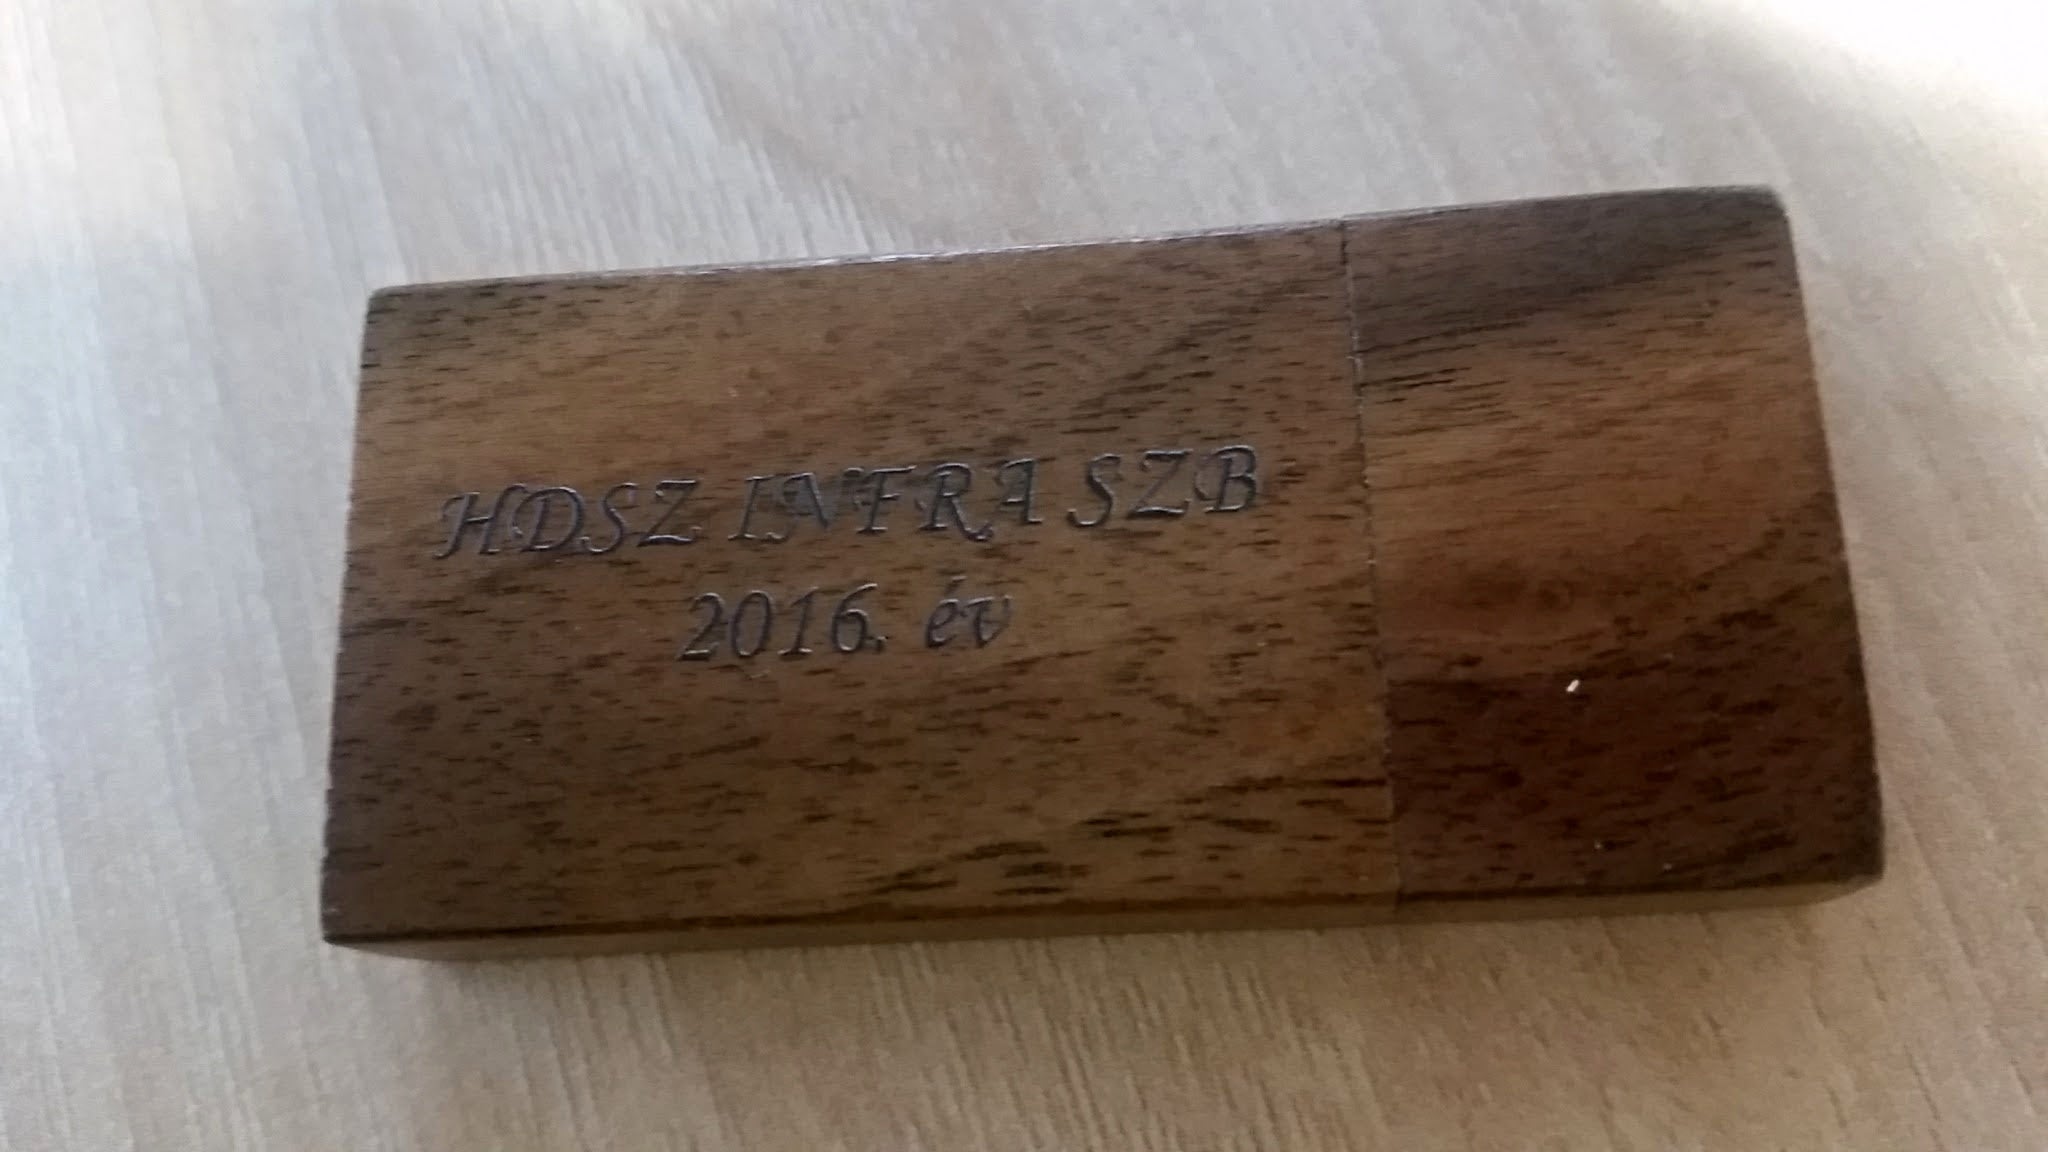 HDSZ INFRA SZB
2016. év